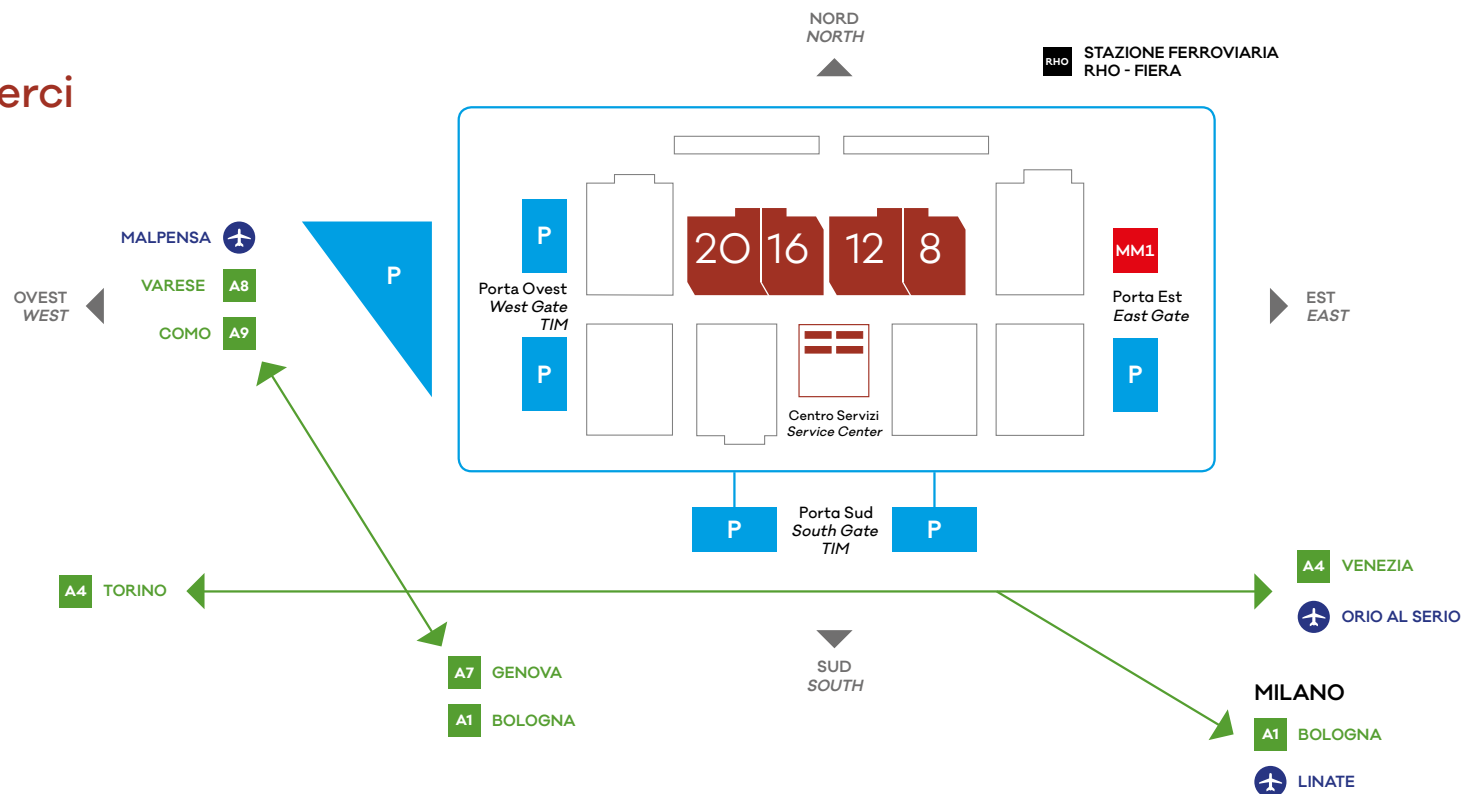 NORD
NORTH
RHO
STAZIONE FERROVIARIA
RHO - FIERA
erci
MALPENSA
VARESE A8
COMO A9
OVEST
WEST
P
P
Porta Ovest
West Gate
TIM
P
20 16 12 8
MM1
Porta Est
East Gate
P
EST
EAST
Centro Servizi
Service Center
P
Porta Sud
South Gate
TIM
P
A4 TORINO
A4 VENEZIA
ORIO AL SERIO
SUD
SOUTH
A7 GENOVA
A1 BOLOGNA
MILANO
A1 BOLOGNA
LINATE